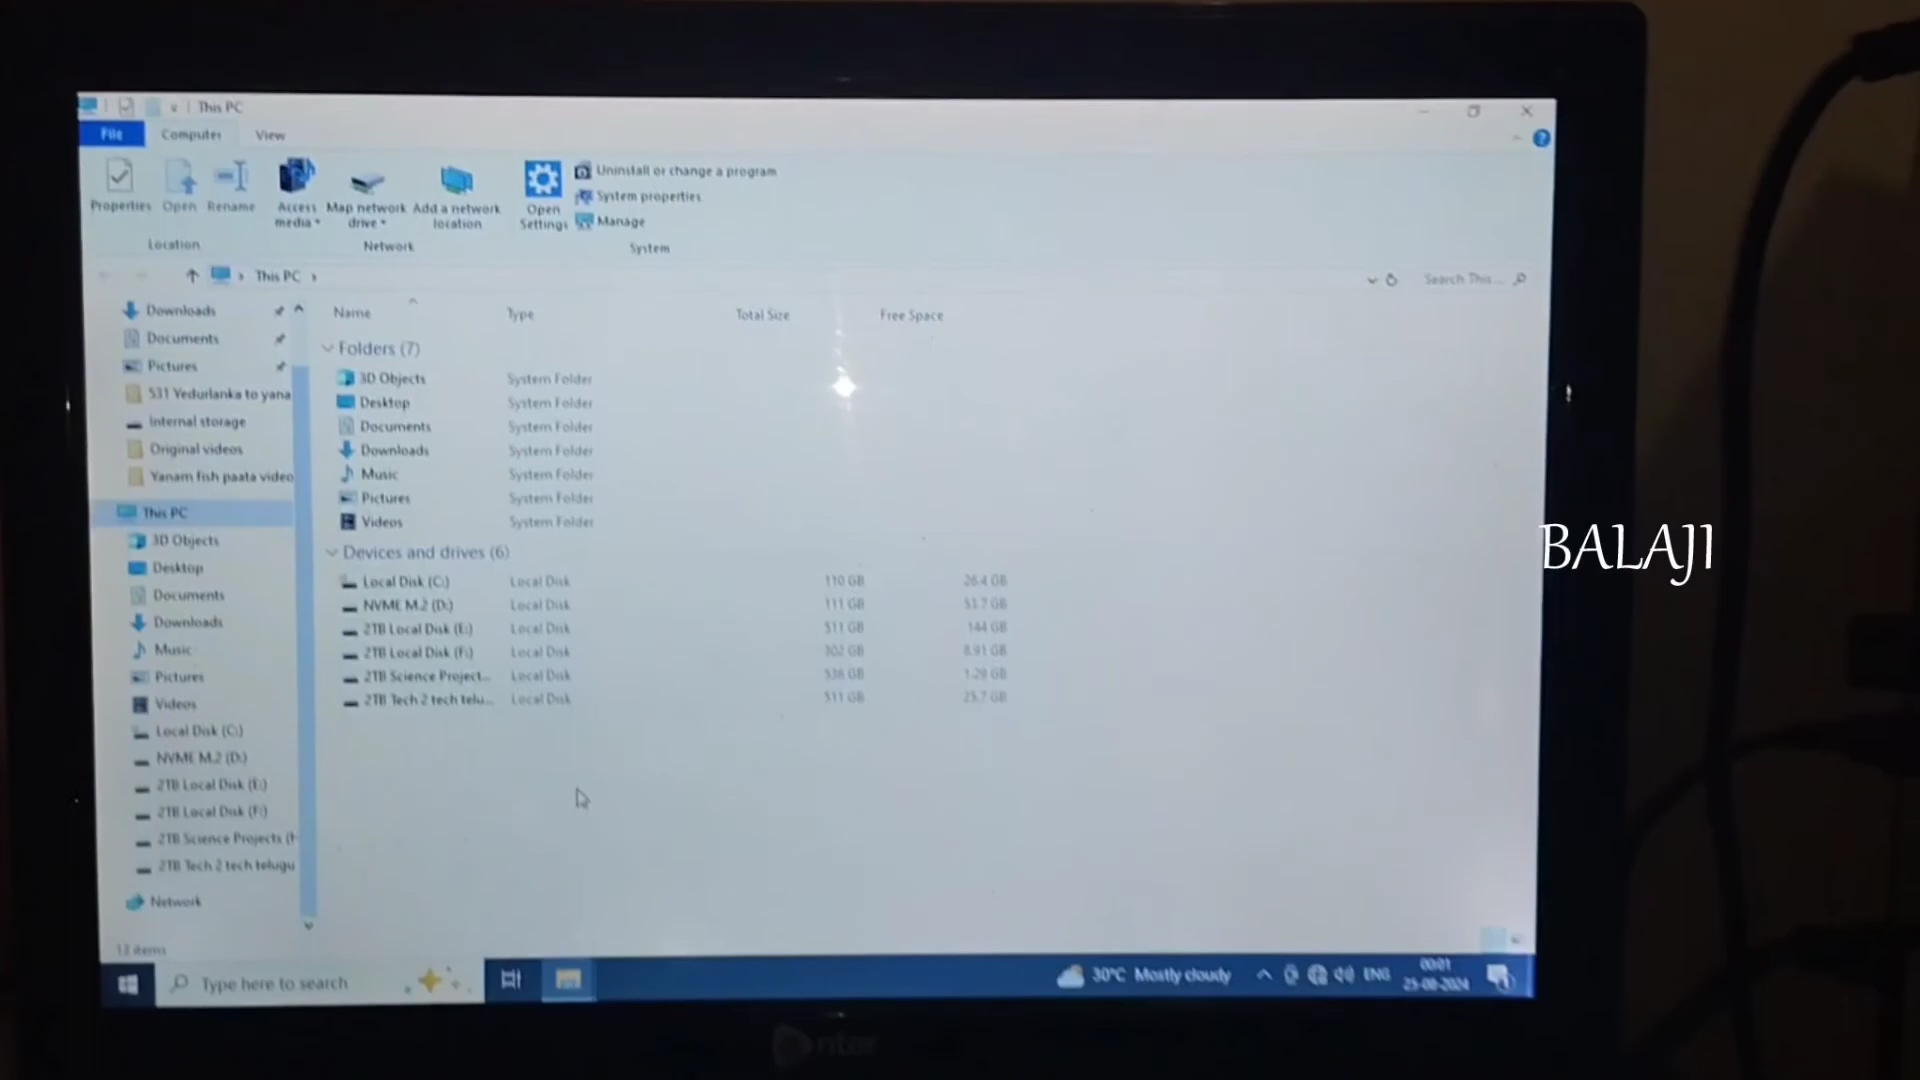 This PC
File Computer View
Properties Open Rename Access media Map network drive Add a network location Open Settings
Uninstall or change a program
System properties
Manage
Location Network System
This PC
Search This...
Name Type Total Size Free Space
Downloads
Documents
Pictures
531 Yedurlanka to yana
Internal storage
Original videos
Yanam fish paata video
This PC
3D Objects
Desktop
Documents
Downloads
Music
Pictures
Videos
Local Disk (C:)
NVME M.2 (D:)
2TB Local Disk (E:)
2TB Local Disk (F:)
2TB Science Projects (H
2TB Tech 2 tech telugu
Network
Folders (7)
3D Objects System Folder
Desktop System Folder
Documents System Folder
Downloads System Folder
Music System Folder
Pictures System Folder
Videos System Folder
Devices and drives (6)
Local Disk (C:) Local Disk 110 GB 26.4 GB
NVME M.2 (D:) Local Disk 111 GB 53.7 GB
2TB Local Disk (E:) Local Disk 511 GB 144 GB
2TB Local Disk (F:) Local Disk 302 GB 8.91 GB
2TB Science Project... Local Disk 536 GB 1.29 GB
2TB Tech 2 tech telu... Local Disk 511 GB 25.7 GB
BALAJI
13 items
Type here to search
30°C Mostly cloudy
ENG
00:01
25-08-2024